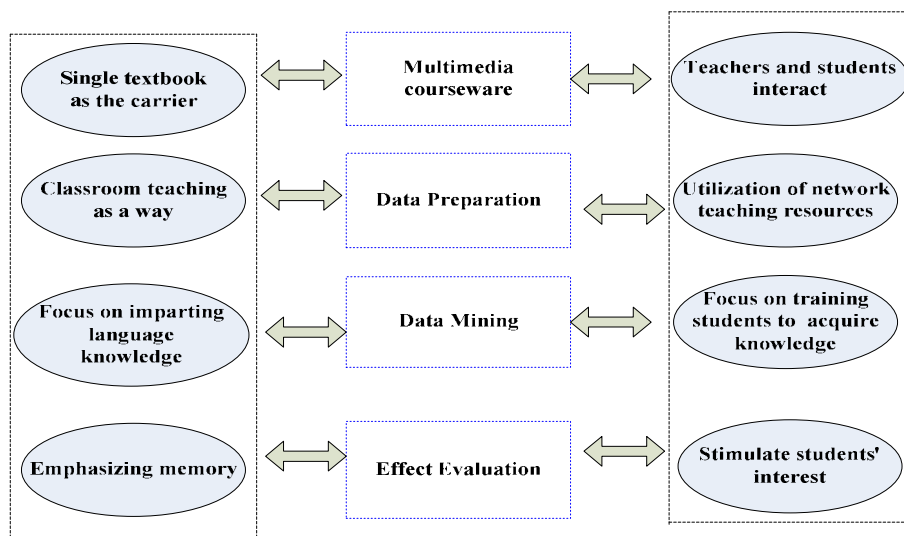 Single textbook
as the carrier
Multimedia
courseware
Teachers and students
interact
Classroom teaching
as a way
Data Preparation
Utilization of network
teaching resources
Focus on imparting
language
knowledge
Data Mining
Focus on training
students to acquire
knowledge
Emphasizing memory
Effect Evaluation
Stimulate students'
interest